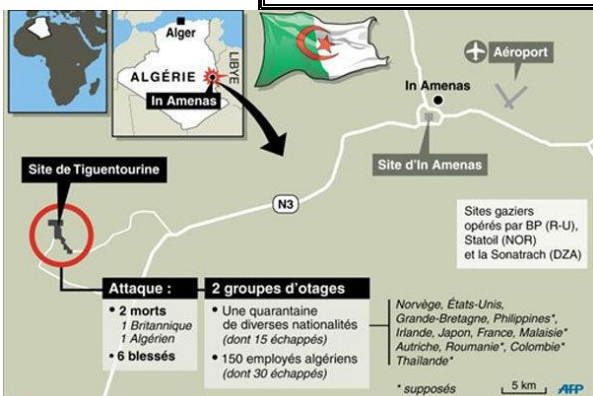 Alger
ALGÉRIE
LIBYE
In Amenas
Aéroport
In Amenas
Site d'In Amenas
Site de Tiguentourine
N3
Sites gaziers
opérés par BP (R-U),
Statoil (NOR)
et la Sonatrach (DZA)
Attaque :
• 2 morts
1 Britannique
1 Algérien
• 6 blessés
2 groupes d'otages
• Une quarantaine
de diverses nationalités
(dont 15 échappés)
• 150 employés algériens
(dont 30 échappés)
Norvège, États-Unis,
Grande-Bretagne, Philippines*,
Irlande, Japon, France, Malaisie*
Autriche, Roumanie*, Colombie*
Thaïlande*
* supposés
5 km
AFP